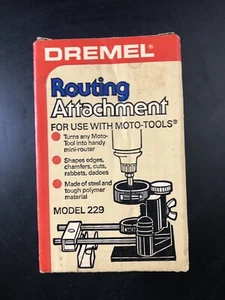 DREMEL®
Routing
Attachment
FOR USE WITH MOTO-TOOLS®
Turns any Moto-
Tool into handy
mini-router
Shapes edges,
chamfers, cuts,
rabbets, dadoes
Made of steel and
tough polymer
material
MODEL 229